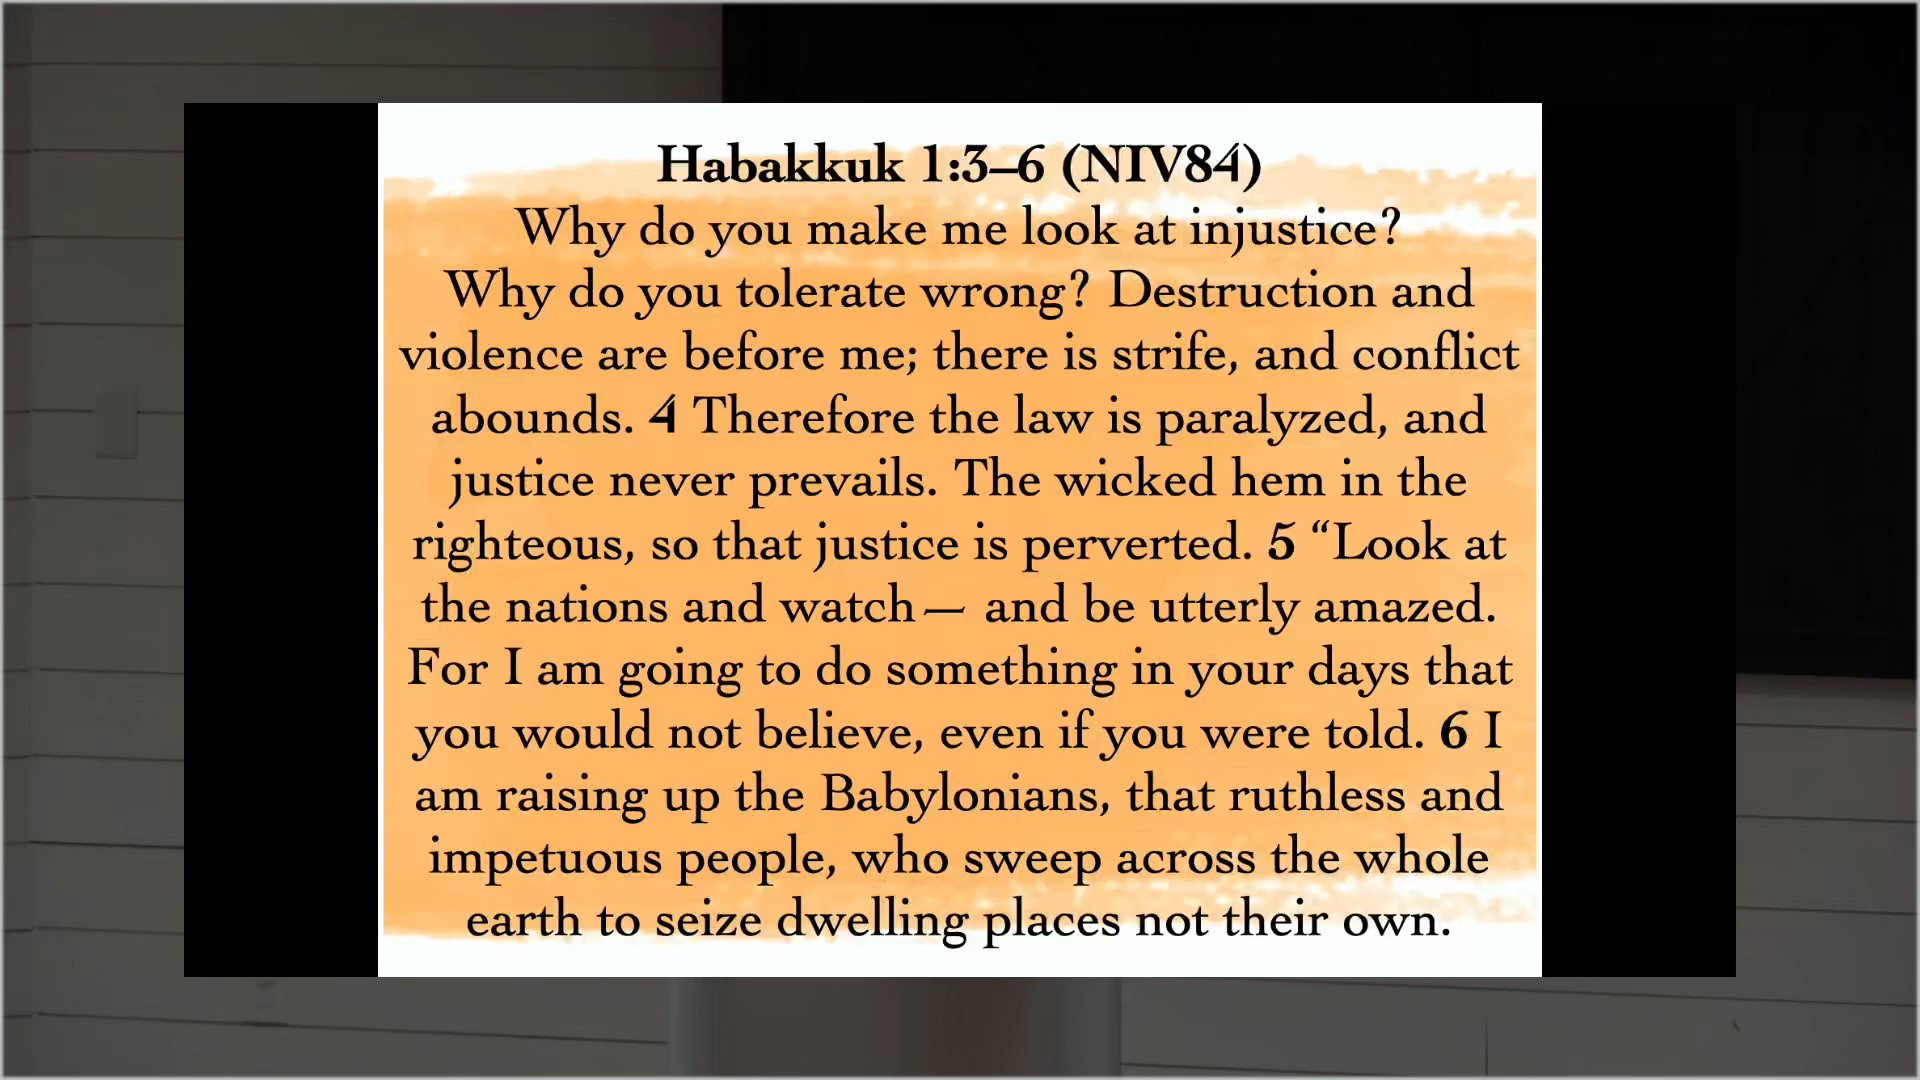 Habakkuk 1:3–6 (NIV84)
Why do you make me look at injustice?
Why do you tolerate wrong? Destruction and
violence are before me; there is strife, and conflict
abounds. 4 Therefore the law is paralyzed, and
justice never prevails. The wicked hem in the
righteous, so that justice is perverted. 5 “Look at
the nations and watch— and be utterly amazed.
For I am going to do something in your days that
you would not believe, even if you were told. 6 I
am raising up the Babylonians, that ruthless and
impetuous people, who sweep across the whole
earth to seize dwelling places not their own.